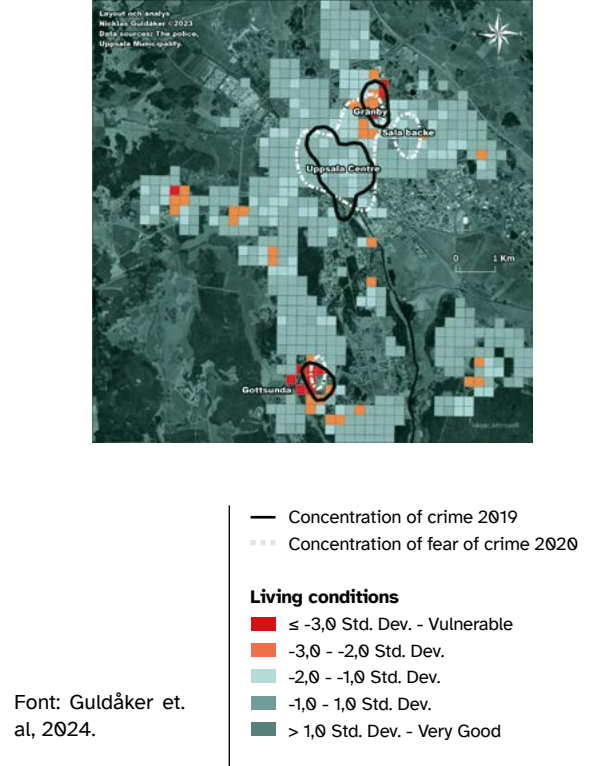 Layout och analys
Nicklas Guldåker ©2023
Data sources: The police,
Uppsala Municipality.
Granby
Sala backe
Uppsala Centre
0 1 Km
Gottsunda
Concentration of crime 2019
Concentration of fear of crime 2020
Living conditions
≤ -3,0 Std. Dev. - Vulnerable
-3,0 - -2,0 Std. Dev.
-2,0 - -1,0 Std. Dev.
-1,0 - 1,0 Std. Dev.
> 1,0 Std. Dev. - Very Good
Font: Guldåker et.
al, 2024.